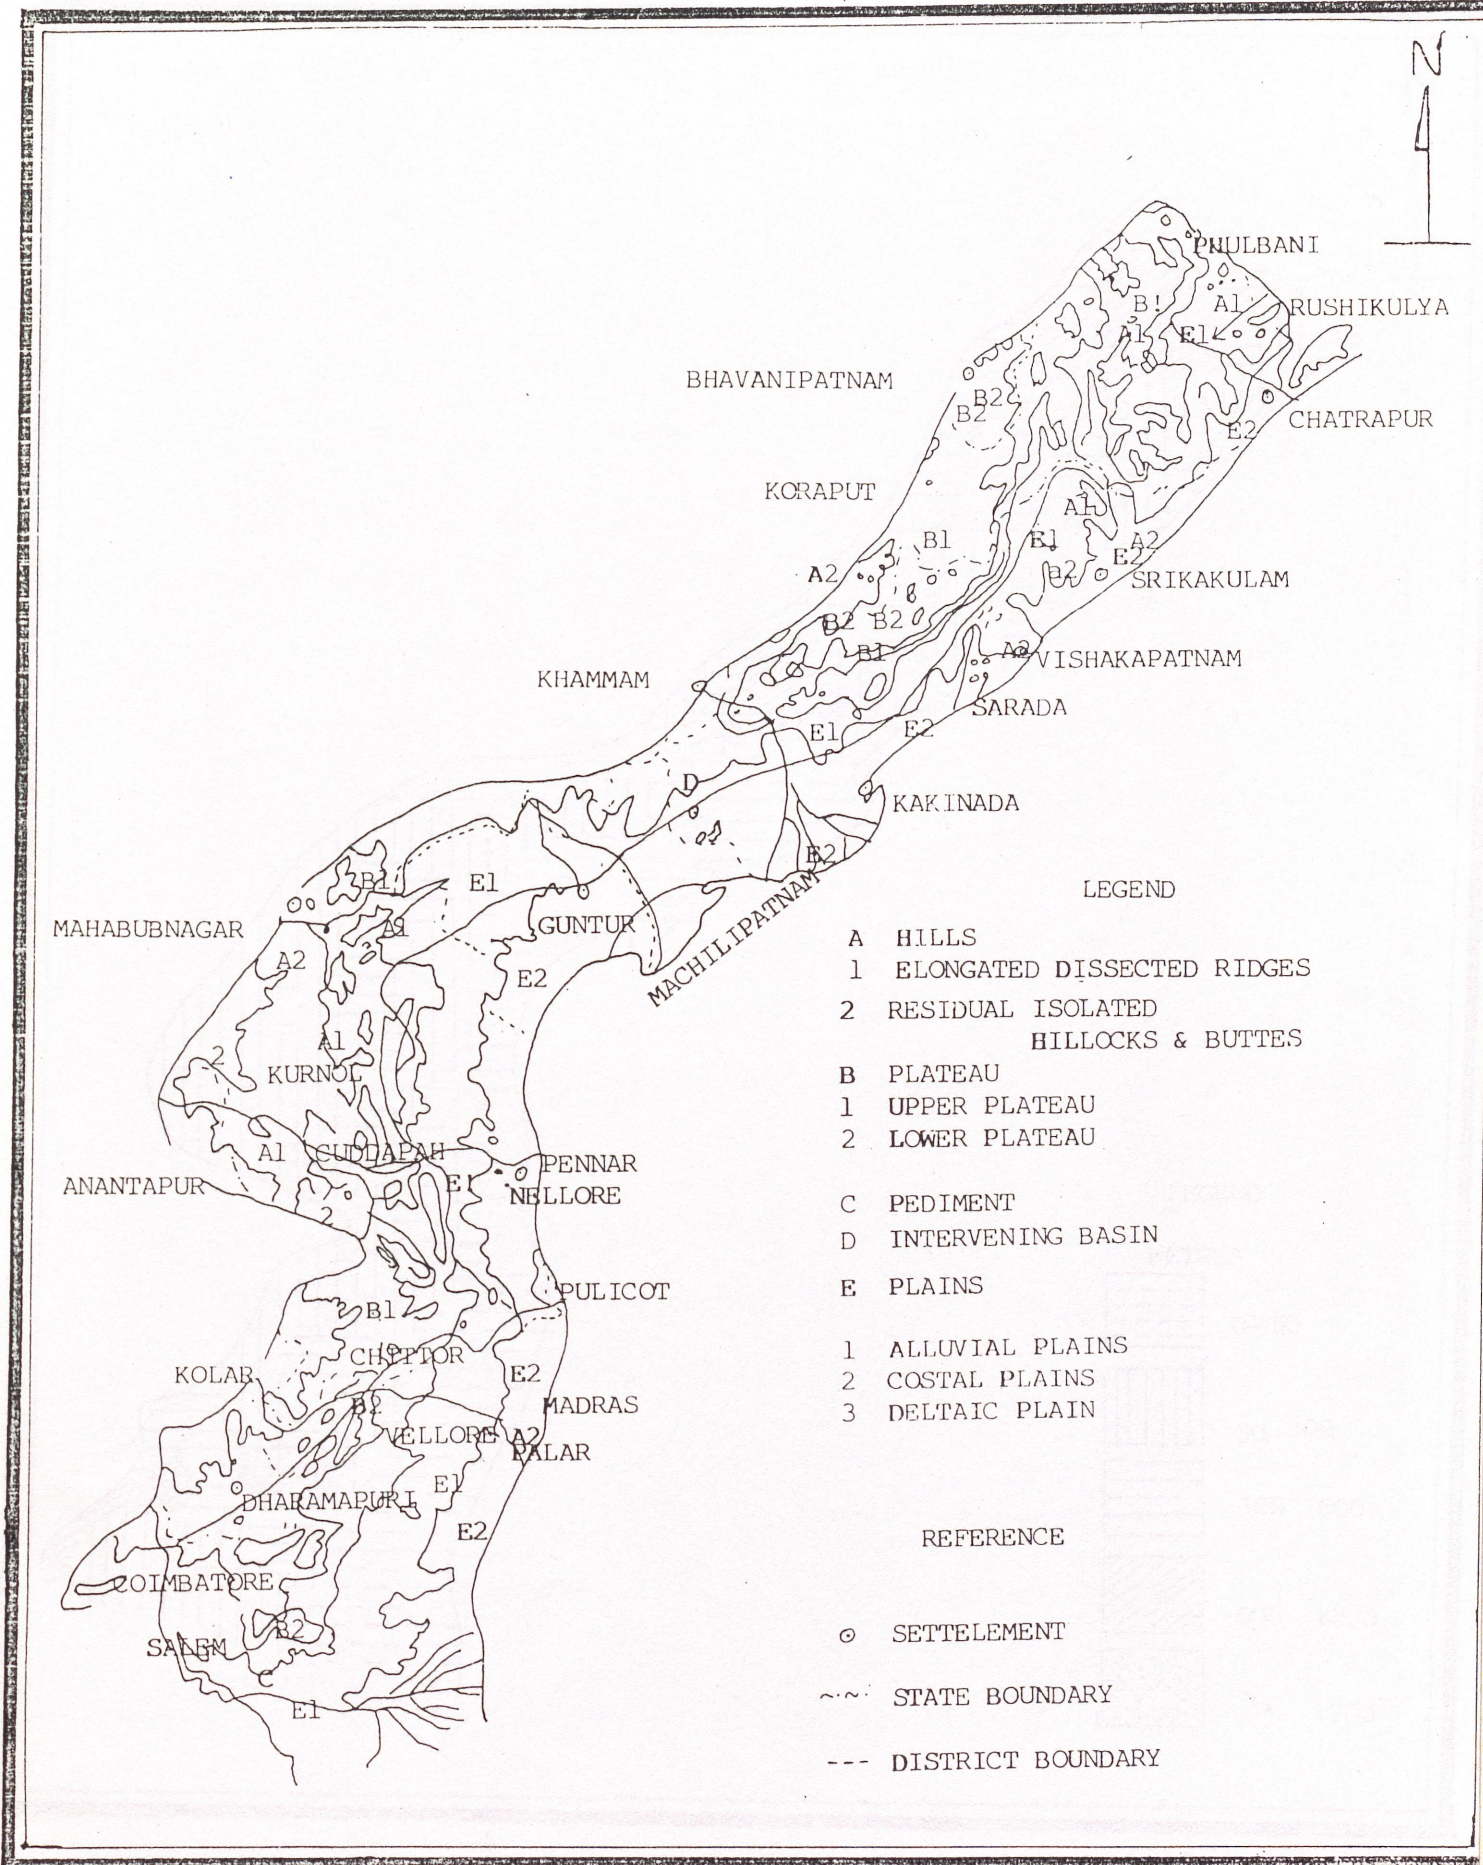 N
PHULBANI
B! A1 RUSHIKULYA
A1 E1
BHAVANIPATNAM
B2
B2
CHATRAPUR
E2
KORAPUT
A1
B1 E1 A2
E2
A2 B2 SRIKAKULAM
B2 B2
B1 A2 VISHAKAPATNAM
KHAMMAM
SARADA
E1 E2
D
KAKINADA
E2
B1 E1
MACHILIPATNAM
GUNTUR
MAHABUBNAGAR A1
A2
E2
A1
2
KURNOL
A1 CUDDAPAH
PENNAR
ANANTAPUR E1
NELLORE
2
PULICOT
B1
CHITTOR
KOLAR E2
B2 MADRAS
VELLORE A2
PALAR
E1
DHARAMAPURI
E2
COIMBATORE
B2
SALEM
C
E1
LEGEND
A HILLS
1 ELONGATED DISSECTED RIDGES
2 RESIDUAL ISOLATED
HILLOCKS & BUTTES
B PLATEAU
1 UPPER PLATEAU
2 LOWER PLATEAU
C PEDIMENT
D INTERVENING BASIN
E PLAINS
1 ALLUVIAL PLAINS
2 COSTAL PLAINS
3 DELTAIC PLAIN
REFERENCE
SETTELEMENT
STATE BOUNDARY
DISTRICT BOUNDARY